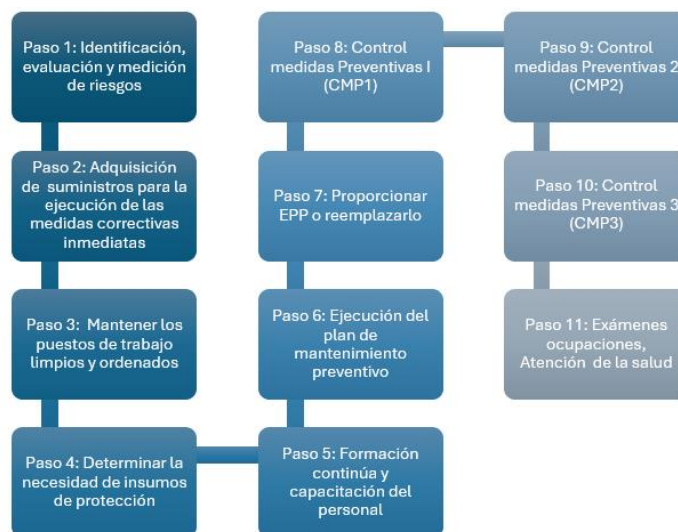 Paso 1: Identificación,
evaluación y medición
de riesgos
Paso 2: Adquisición
de suministros para la
ejecución de las
medidas correctivas
inmediatas
Paso 3: Mantener los
puestos de trabajo
limpios y ordenados
Paso 4: Determinar la
necesidad de insumos
de protección
Paso 5: Formación
continúa y
capacitación del
personal
Paso 6: Ejecución del
plan de
mantenimiento
preventivo
Paso 7: Proporcionar
EPP o reemplazarlo
Paso 8: Control
medidas Preventivas I
(CMP1)
Paso 9: Control
medidas Preventivas 2
(CMP2)
Paso 10: Control
medidas Preventivas 3
(CMP3)
Paso 11: Exámenes
ocupaciones,
Atención de la salud